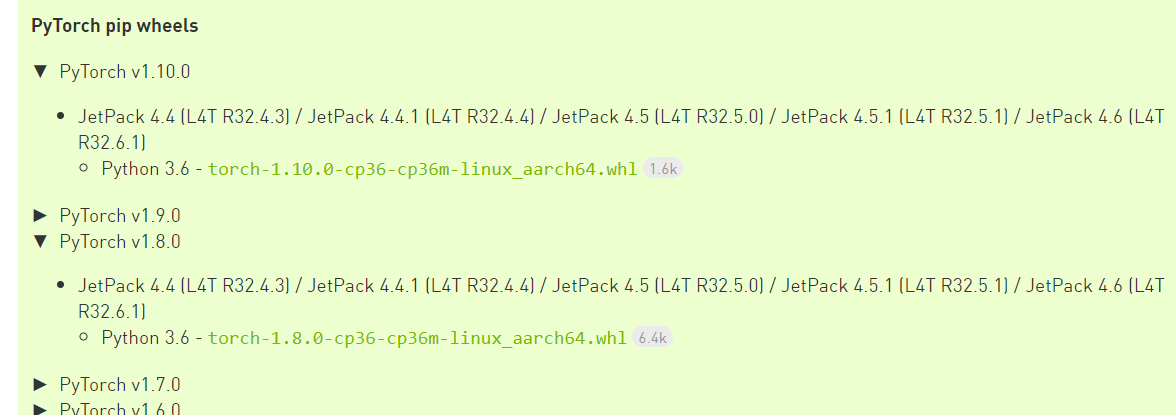 PyTorch pip wheels
▼ PyTorch v1.10.0
• JetPack 4.4 (L4T R32.4.3) / JetPack 4.4.1 (L4T R32.4.4) / JetPack 4.5 (L4T R32.5.0) / JetPack 4.5.1 (L4T R32.5.1) / JetPack 4.6 (L4T
R32.6.1)
○ Python 3.6 - torch-1.10.0-cp36-cp36m-linux_aarch64.whl 1.6k
► PyTorch v1.9.0
▼ PyTorch v1.8.0
• JetPack 4.4 (L4T R32.4.3) / JetPack 4.4.1 (L4T R32.4.4) / JetPack 4.5 (L4T R32.5.0) / JetPack 4.5.1 (L4T R32.5.1) / JetPack 4.6 (L4T
R32.6.1)
○ Python 3.6 - torch-1.8.0-cp36-cp36m-linux_aarch64.whl 6.4k
► PyTorch v1.7.0
► PyTorch v1.6.0